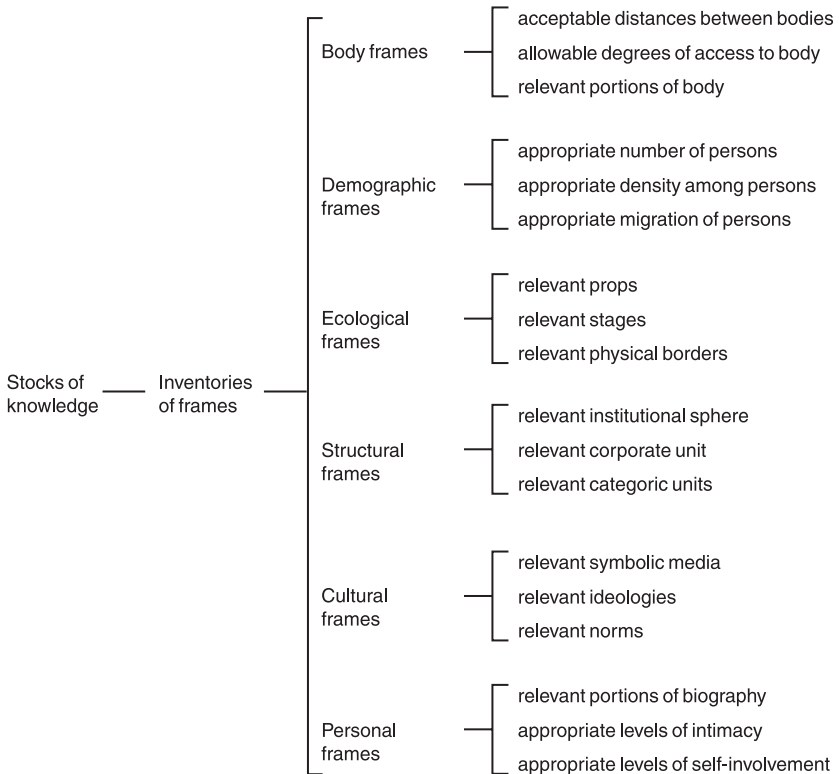 Stocks of
knowledge
Inventories
of frames
Body frames
acceptable distances between bodies
allowable degrees of access to body
relevant portions of body
Demographic
frames
appropriate number of persons
appropriate density among persons
appropriate migration of persons
Ecological
frames
relevant props
relevant stages
relevant physical borders
Structural
frames
relevant institutional sphere
relevant corporate unit
relevant categoric units
Cultural
frames
relevant symbolic media
relevant ideologies
relevant norms
Personal
frames
relevant portions of biography
appropriate levels of intimacy
appropriate levels of self-involvement